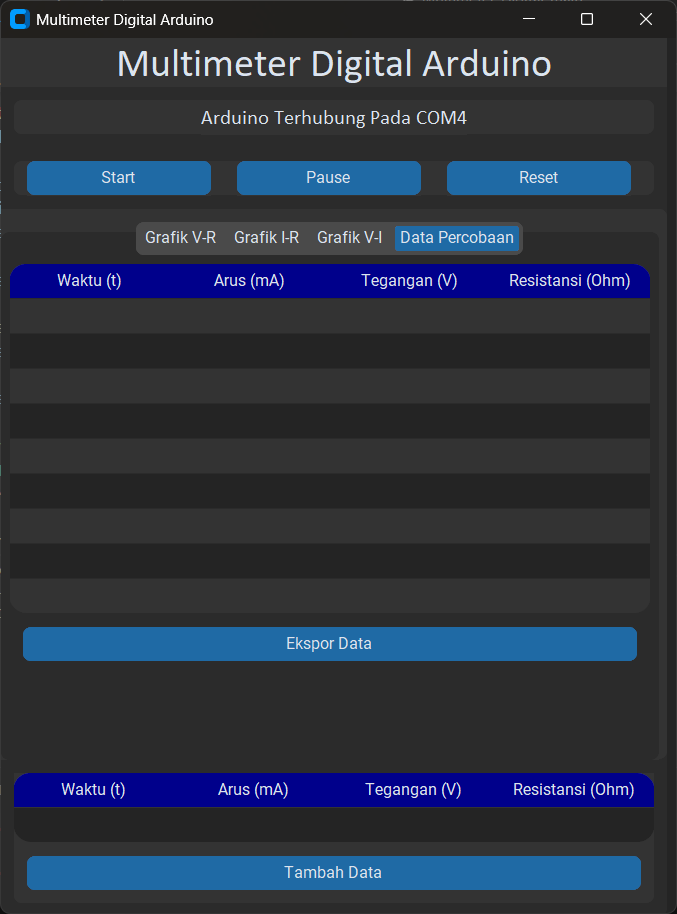 Multimeter Digital Arduino
Multimeter Digital Arduino
Arduino Terhubung Pada COM4
Start Pause Reset
Grafik V-R Grafik I-R Grafik V-I Data Percobaan
Waktu (t) Arus (mA) Tegangan (V) Resistansi (Ohm)
Ekspor Data
Waktu (t) Arus (mA) Tegangan (V) Resistansi (Ohm)
Tambah Data